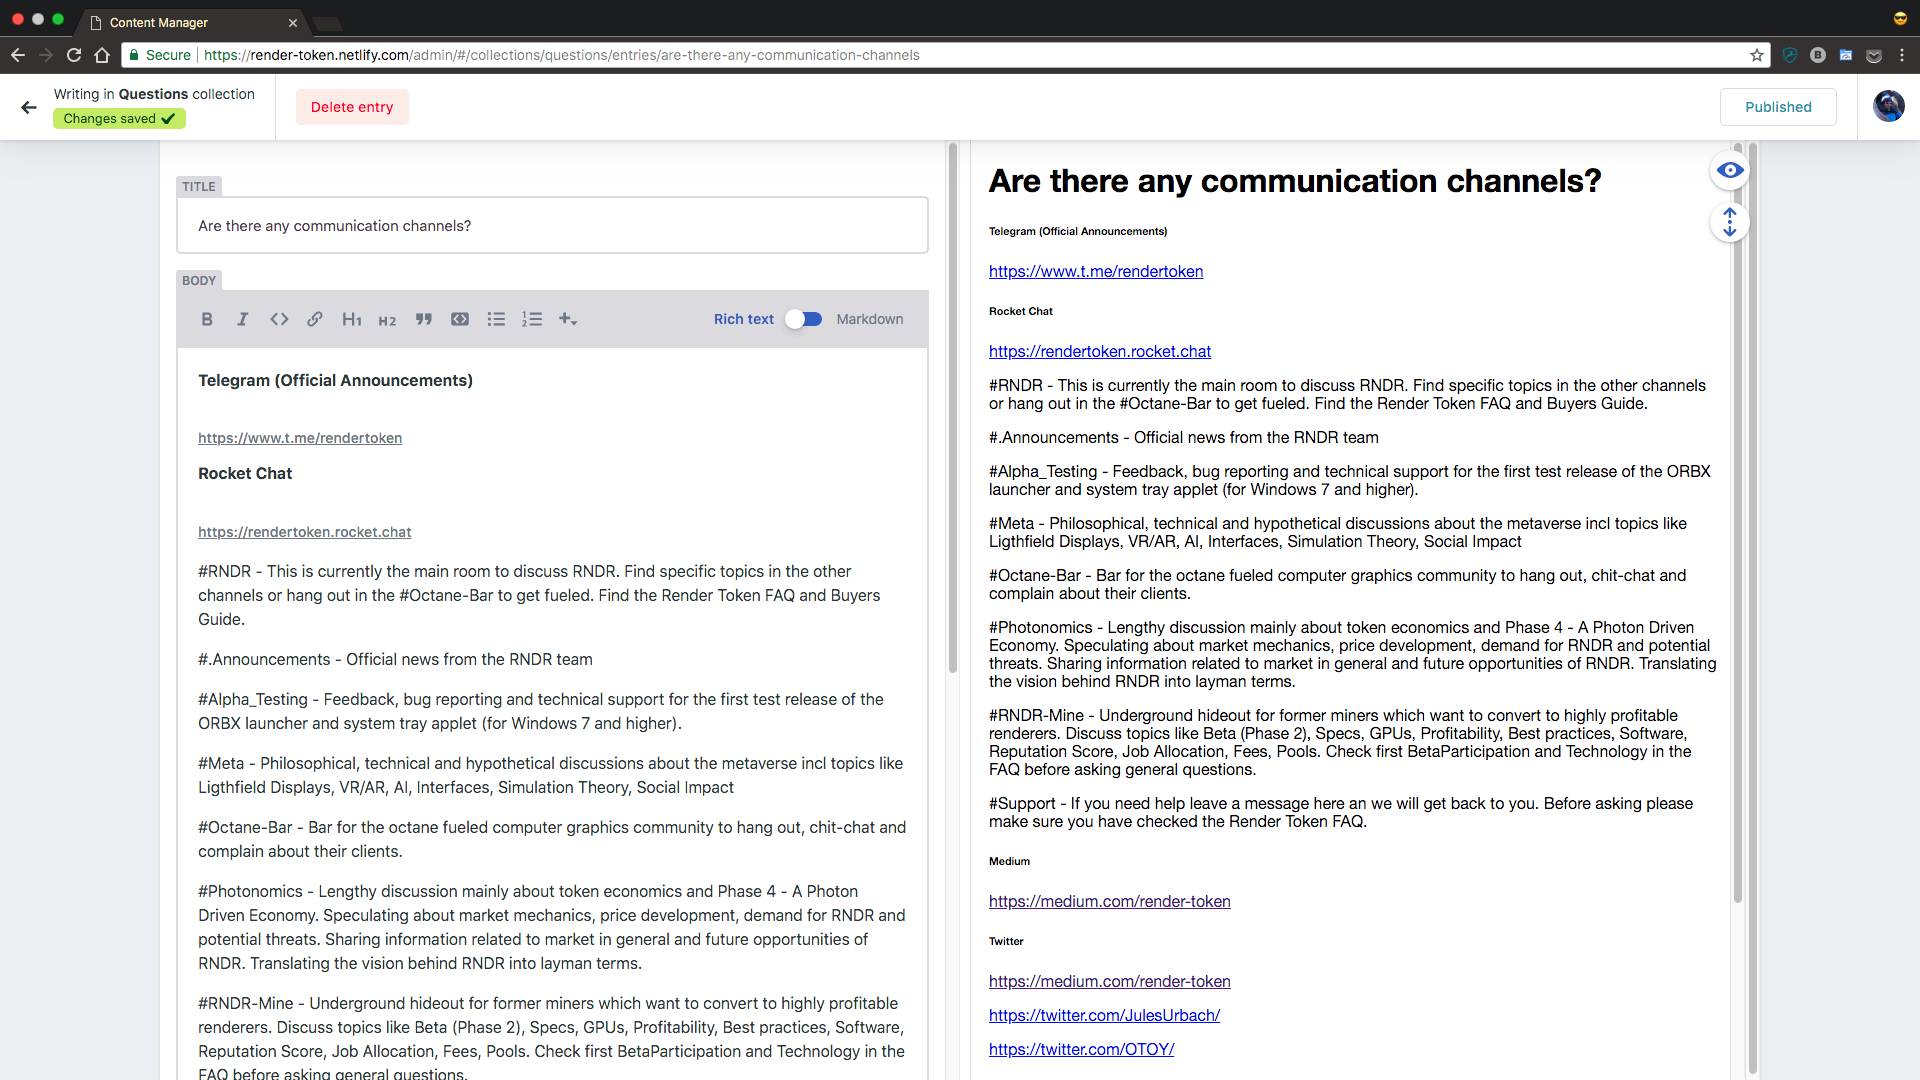 Content Manager
Secure
https://render-token.netlify.com/admin/#/collections/questions/entries/are-there-any-communication-channels
Writing in Questions collection
Changes saved
Delete entry
Published
TITLE
Are there any communication channels?
BODY
B I H1 H2
1
2
Rich text
Markdown
Telegram (Official Announcements)
https://www.t.me/rendertoken
Rocket Chat
https://rendertoken.rocket.chat
#RNDR - This is currently the main room to discuss RNDR. Find specific topics in the other
channels or hang out in the #Octane-Bar to get fueled. Find the Render Token FAQ and Buyers
Guide.
#.Announcements - Official news from the RNDR team
#Alpha_Testing - Feedback, bug reporting and technical support for the first test release of the
ORBX launcher and system tray applet (for Windows 7 and higher).
#Meta - Philosophical, technical and hypothetical discussions about the metaverse incl topics like
Ligthfield Displays, VR/AR, AI, Interfaces, Simulation Theory, Social Impact
#Octane-Bar - Bar for the octane fueled computer graphics community to hang out, chit-chat and
complain about their clients.
#Photonomics - Lengthy discussion mainly about token economics and Phase 4 - A Photon
Driven Economy. Speculating about market mechanics, price development, demand for RNDR and
potential threats. Sharing information related to market in general and future opportunities of
RNDR. Translating the vision behind RNDR into layman terms.
#RNDR-Mine - Underground hideout for former miners which want to convert to highly profitable
renderers. Discuss topics like Beta (Phase 2), Specs, GPUs, Profitability, Best practices, Software,
Reputation Score, Job Allocation, Fees, Pools. Check first BetaParticipation and Technology in the
FAQ before asking general questions.
Are there any communication channels?
Telegram (Official Announcements)
https://www.t.me/rendertoken
Rocket Chat
https://rendertoken.rocket.chat
#RNDR - This is currently the main room to discuss RNDR. Find specific topics in the other channels
or hang out in the #Octane-Bar to get fueled. Find the Render Token FAQ and Buyers Guide.
#.Announcements - Official news from the RNDR team
#Alpha_Testing - Feedback, bug reporting and technical support for the first test release of the ORBX
launcher and system tray applet (for Windows 7 and higher).
#Meta - Philosophical, technical and hypothetical discussions about the metaverse incl topics like
Ligthfield Displays, VR/AR, AI, Interfaces, Simulation Theory, Social Impact
#Octane-Bar - Bar for the octane fueled computer graphics community to hang out, chit-chat and
complain about their clients.
#Photonomics - Lengthy discussion mainly about token economics and Phase 4 - A Photon Driven
Economy. Speculating about market mechanics, price development, demand for RNDR and potential
threats. Sharing information related to market in general and future opportunities of RNDR. Translating
the vision behind RNDR into layman terms.
#RNDR-Mine - Underground hideout for former miners which want to convert to highly profitable
renderers. Discuss topics like Beta (Phase 2), Specs, GPUs, Profitability, Best practices, Software,
Reputation Score, Job Allocation, Fees, Pools. Check first BetaParticipation and Technology in the
FAQ before asking general questions.
#Support - If you need help leave a message here an we will get back to you. Before asking please
make sure you have checked the Render Token FAQ.
Medium
https://medium.com/render-token
Twitter
https://medium.com/render-token
https://twitter.com/JulesUrbach/
https://twitter.com/OTOY/